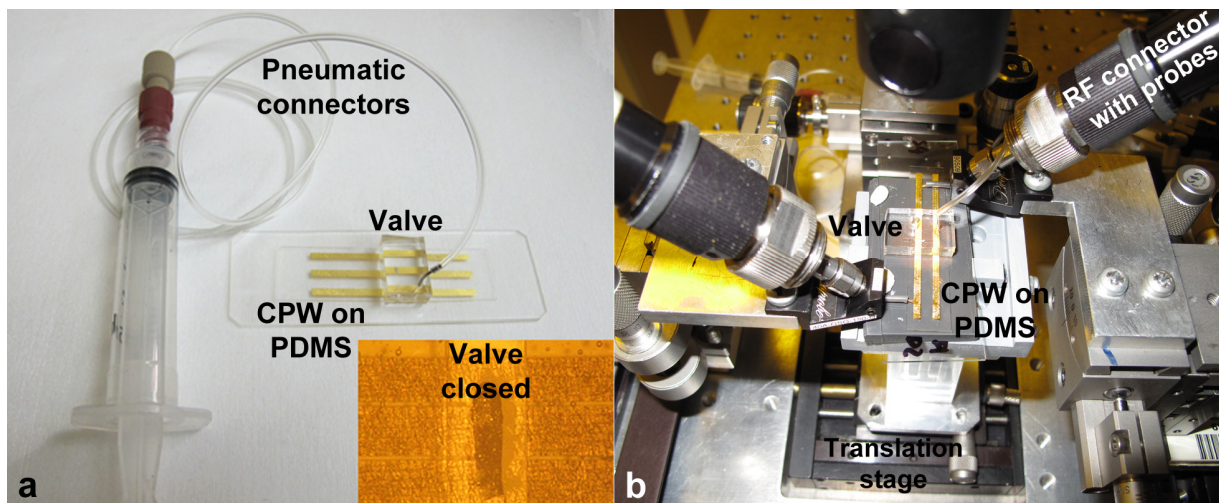 Pneumatic
connectors
Valve
CPW on
PDMS
Valve
closed
a
RF connector
with probes
Valve
CPW on
PDMS
Translation
stage
b